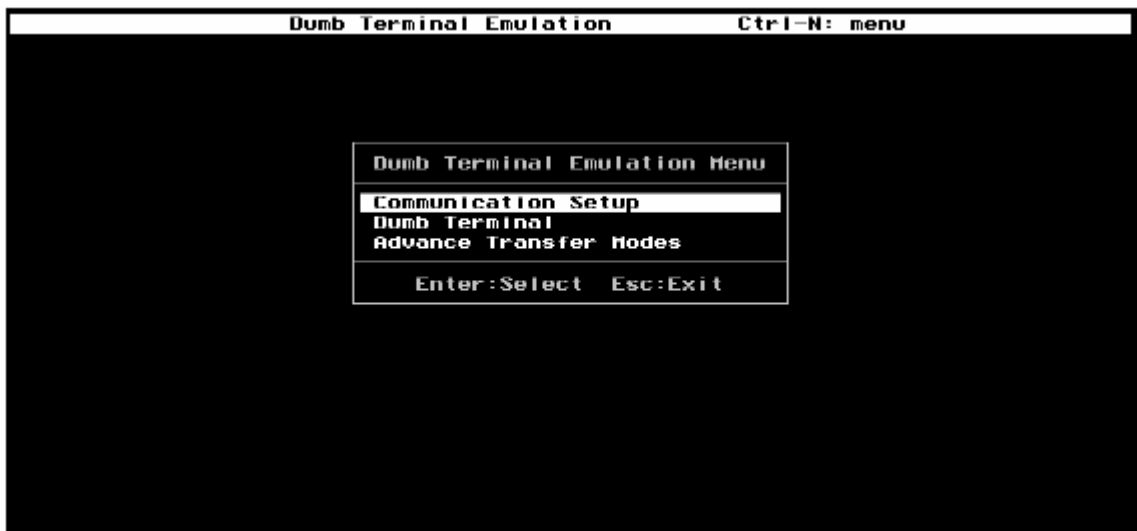 Dumb Terminal Emulation Ctrl-N: menu
Dumb Terminal Emulation Menu
Communication Setup
Dumb Terminal
Advance Transfer Modes
Enter:Select Esc:Exit